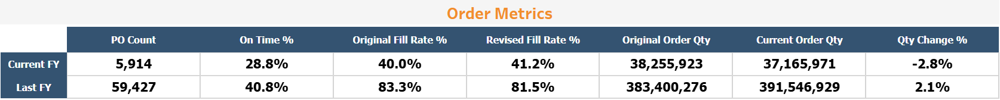 Order Metrics
PO Count On Time % Original Fill Rate % Revised Fill Rate % Original Order Qty Current Order Qty Qty Change %
Current FY 5,914 28.8% 40.0% 41.2% 38,255,923 37,165,971 -2.8%
Last FY 59,427 40.8% 83.3% 81.5% 383,400,276 391,546,929 2.1%